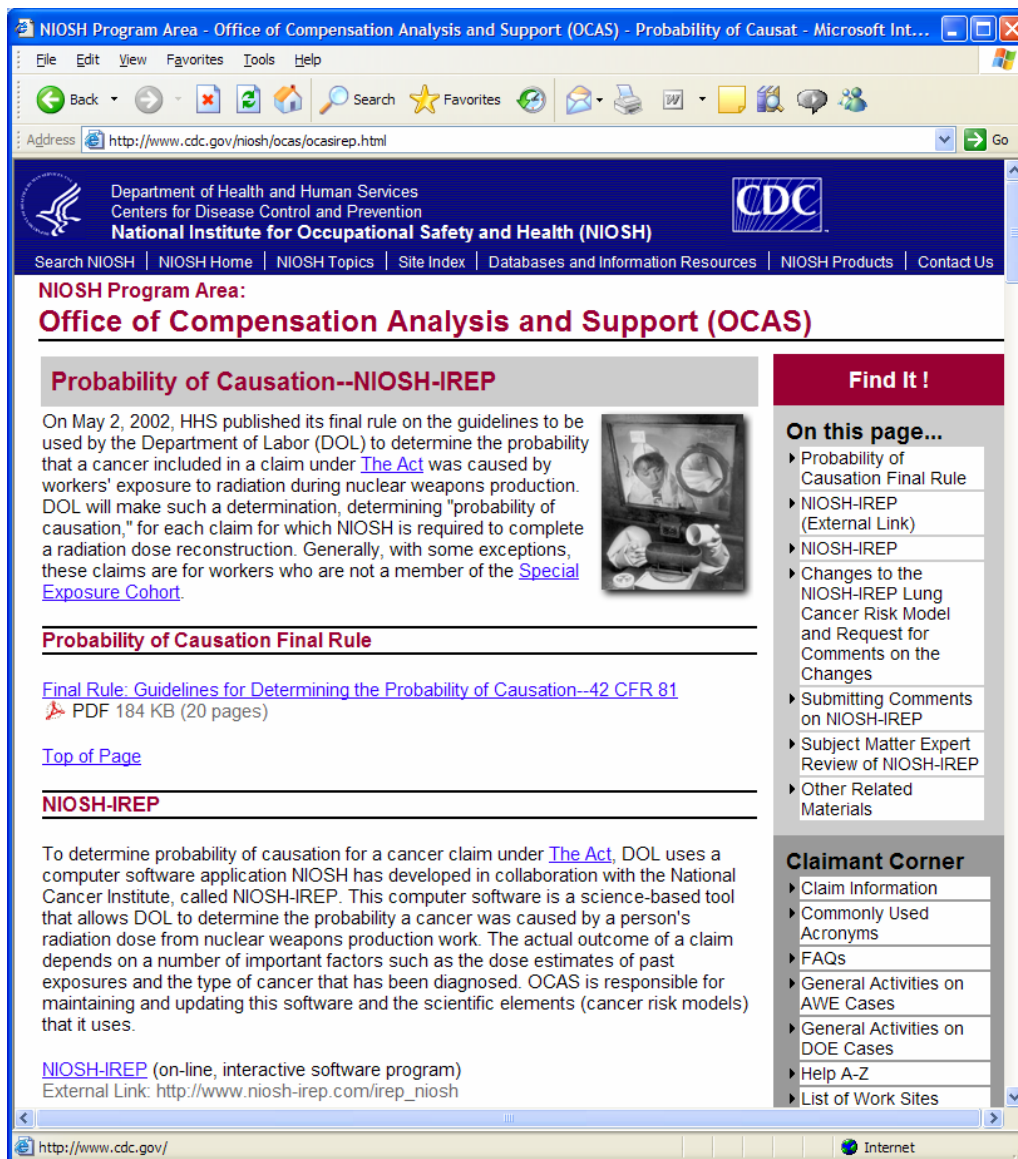 NIOSH Program Area - Office of Compensation Analysis and Support (OCAS) - Probability of Causat - Microsoft Int...
File Edit View Favorites Tools Help
Back Search Favorites
Address http://www.cdc.gov/niosh/ocas/ocasirep.html Go
Department of Health and Human Services
Centers for Disease Control and Prevention
National Institute for Occupational Safety and Health (NIOSH)
CDC
Search NIOSH | NIOSH Home | NIOSH Topics | Site Index | Databases and Information Resources | NIOSH Products | Contact Us
NIOSH Program Area:
Office of Compensation Analysis and Support (OCAS)
Probability of Causation--NIOSH-IREP
On May 2, 2002, HHS published its final rule on the guidelines to be
used by the Department of Labor (DOL) to determine the probability
that a cancer included in a claim under The Act was caused by
workers' exposure to radiation during nuclear weapons production.
DOL will make such a determination, determining "probability of
causation," for each claim for which NIOSH is required to complete
a radiation dose reconstruction. Generally, with some exceptions,
these claims are for workers who are not a member of the Special
Exposure Cohort.
Probability of Causation Final Rule
Final Rule: Guidelines for Determining the Probability of Causation--42 CFR 81
PDF 184 KB (20 pages)
Top of Page
NIOSH-IREP
To determine probability of causation for a cancer claim under The Act, DOL uses a
computer software application NIOSH has developed in collaboration with the National
Cancer Institute, called NIOSH-IREP. This computer software is a science-based tool
that allows DOL to determine the probability a cancer was caused by a person's
radiation dose from nuclear weapons production work. The actual outcome of a claim
depends on a number of important factors such as the dose estimates of past
exposures and the type of cancer that has been diagnosed. OCAS is responsible for
maintaining and updating this software and the scientific elements (cancer risk models)
that it uses.
NIOSH-IREP (on-line, interactive software program)
External Link: http://www.niosh-irep.com/irep_niosh
Find It !
On this page...
Probability of
Causation Final Rule
NIOSH-IREP
(External Link)
NIOSH-IREP
Changes to the
NIOSH-IREP Lung
Cancer Risk Model
and Request for
Comments on the
Changes
Submitting Comments
on NIOSH-IREP
Subject Matter Expert
Review of NIOSH-IREP
Other Related
Materials
Claimant Corner
Claim Information
Commonly Used
Acronyms
FAQs
General Activities on
AWE Cases
General Activities on
DOE Cases
Help A-Z
List of Work Sites
http://www.cdc.gov/ Internet